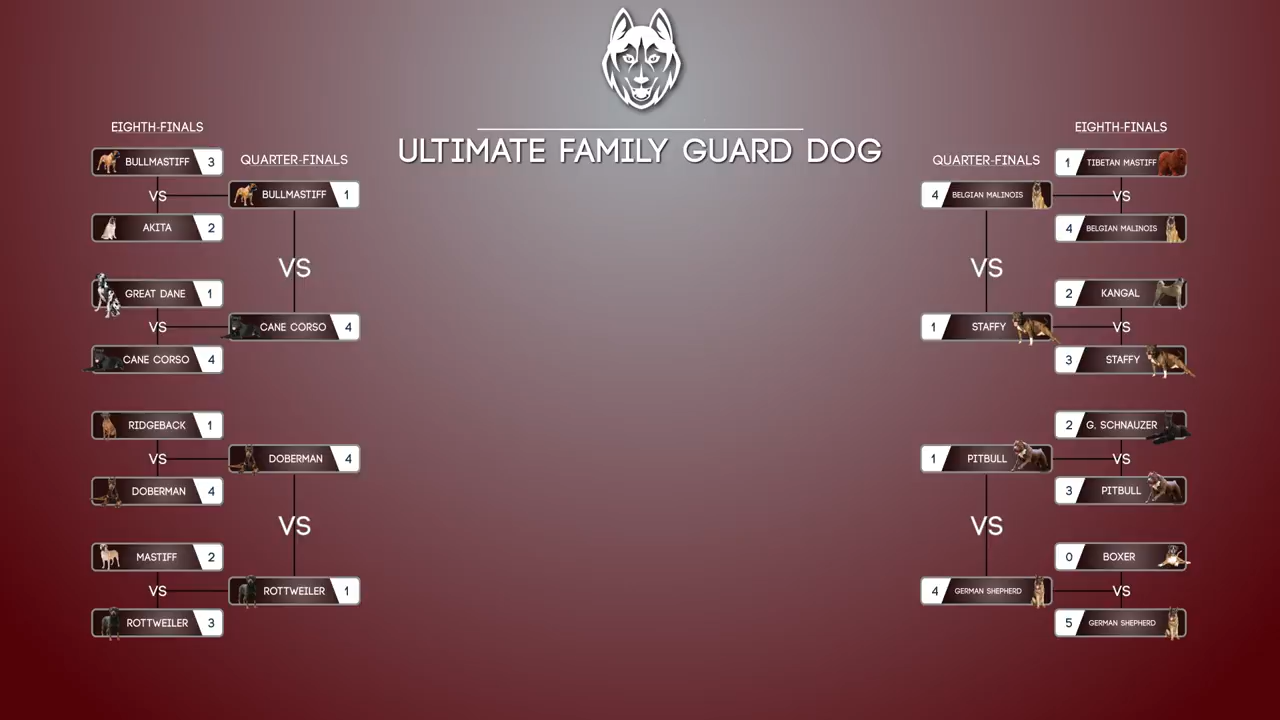 ULTIMATE FAMILY GUARD DOG
EIGHTH-FINALS
BULLMASTIFF 3
VS
AKITA 2
GREAT DANE 1
VS
CANE CORSO 4
RIDGEBACK 1
VS
DOBERMAN 4
MASTIFF 2
VS
ROTTWEILER 3
QUARTER-FINALS
BULLMASTIFF 1
VS
CANE CORSO 4
DOBERMAN 4
VS
ROTTWEILER 1
QUARTER-FINALS
4 BELGIAN MALINOIS
VS
1 STAFFY
1 PITBULL
VS
4 GERMAN SHEPHERD
EIGHTH-FINALS
1 TIBETAN MASTIFF
VS
4 BELGIAN MALINOIS
2 KANGAL
VS
3 STAFFY
2 G. SCHNAUZER
VS
3 PITBULL
0 BOXER
VS
5 GERMAN SHEPHERD